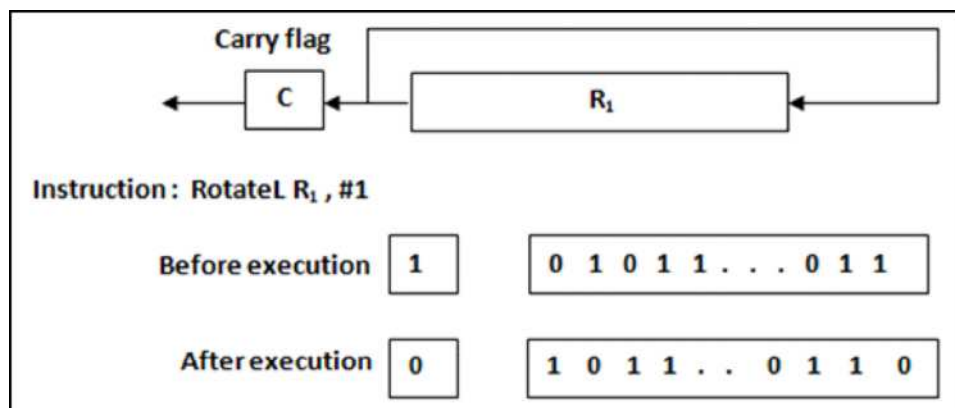 Carry flag
C R₁
Instruction : RotateL R₁ , #1
Before execution 1 0 1 0 1 1 . . . 0 1 1
After execution 0 1 0 1 1 . . 0 1 1 0